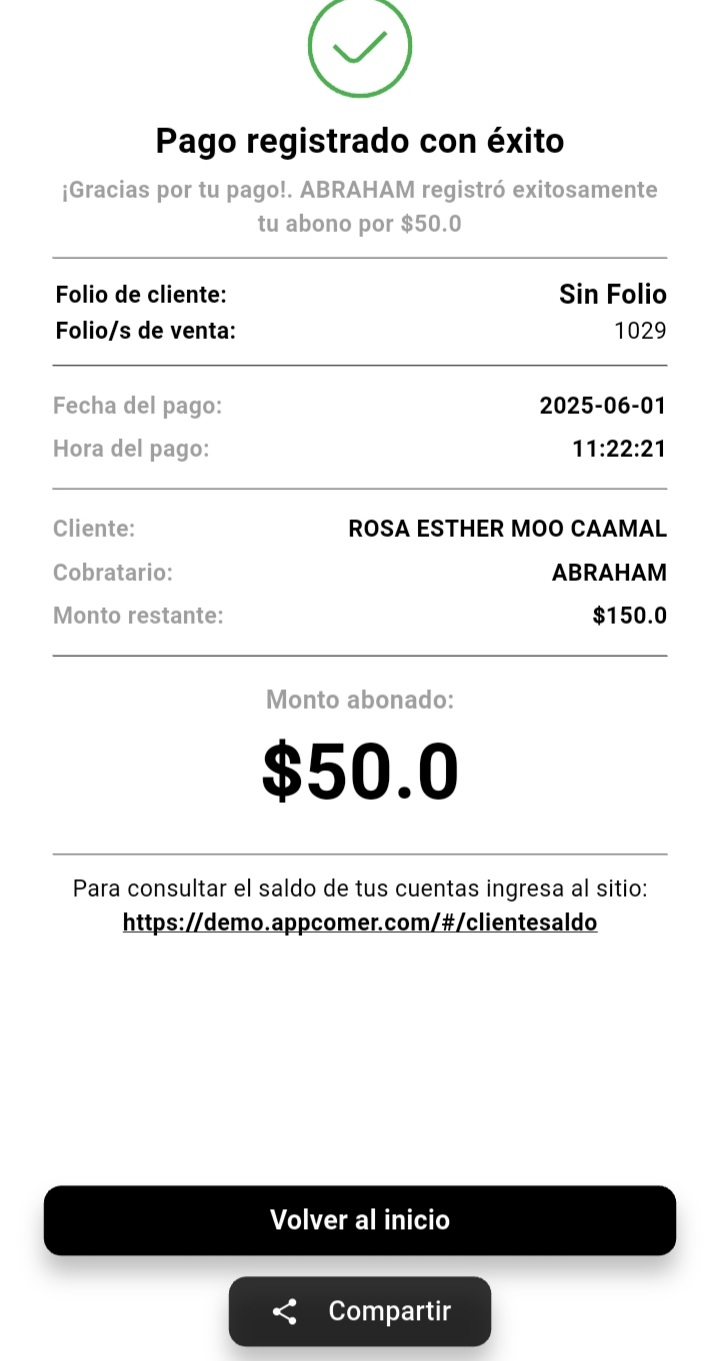 Pago registrado con éxito
¡Gracias por tu pago!. ABRAHAM registró exitosamente
tu abono por $50.0
Folio de cliente: Sin Folio
Folio/s de venta: 1029
Fecha del pago: 2025-06-01
Hora del pago: 11:22:21
Cliente: ROSA ESTHER MOO CAAMAL
Cobratario: ABRAHAM
Monto restante: $150.0
Monto abonado:
$50.0
Para consultar el saldo de tus cuentas ingresa al sitio:
https://demo.appcomer.com/#/clientesaldo
Volver al inicio
Compartir